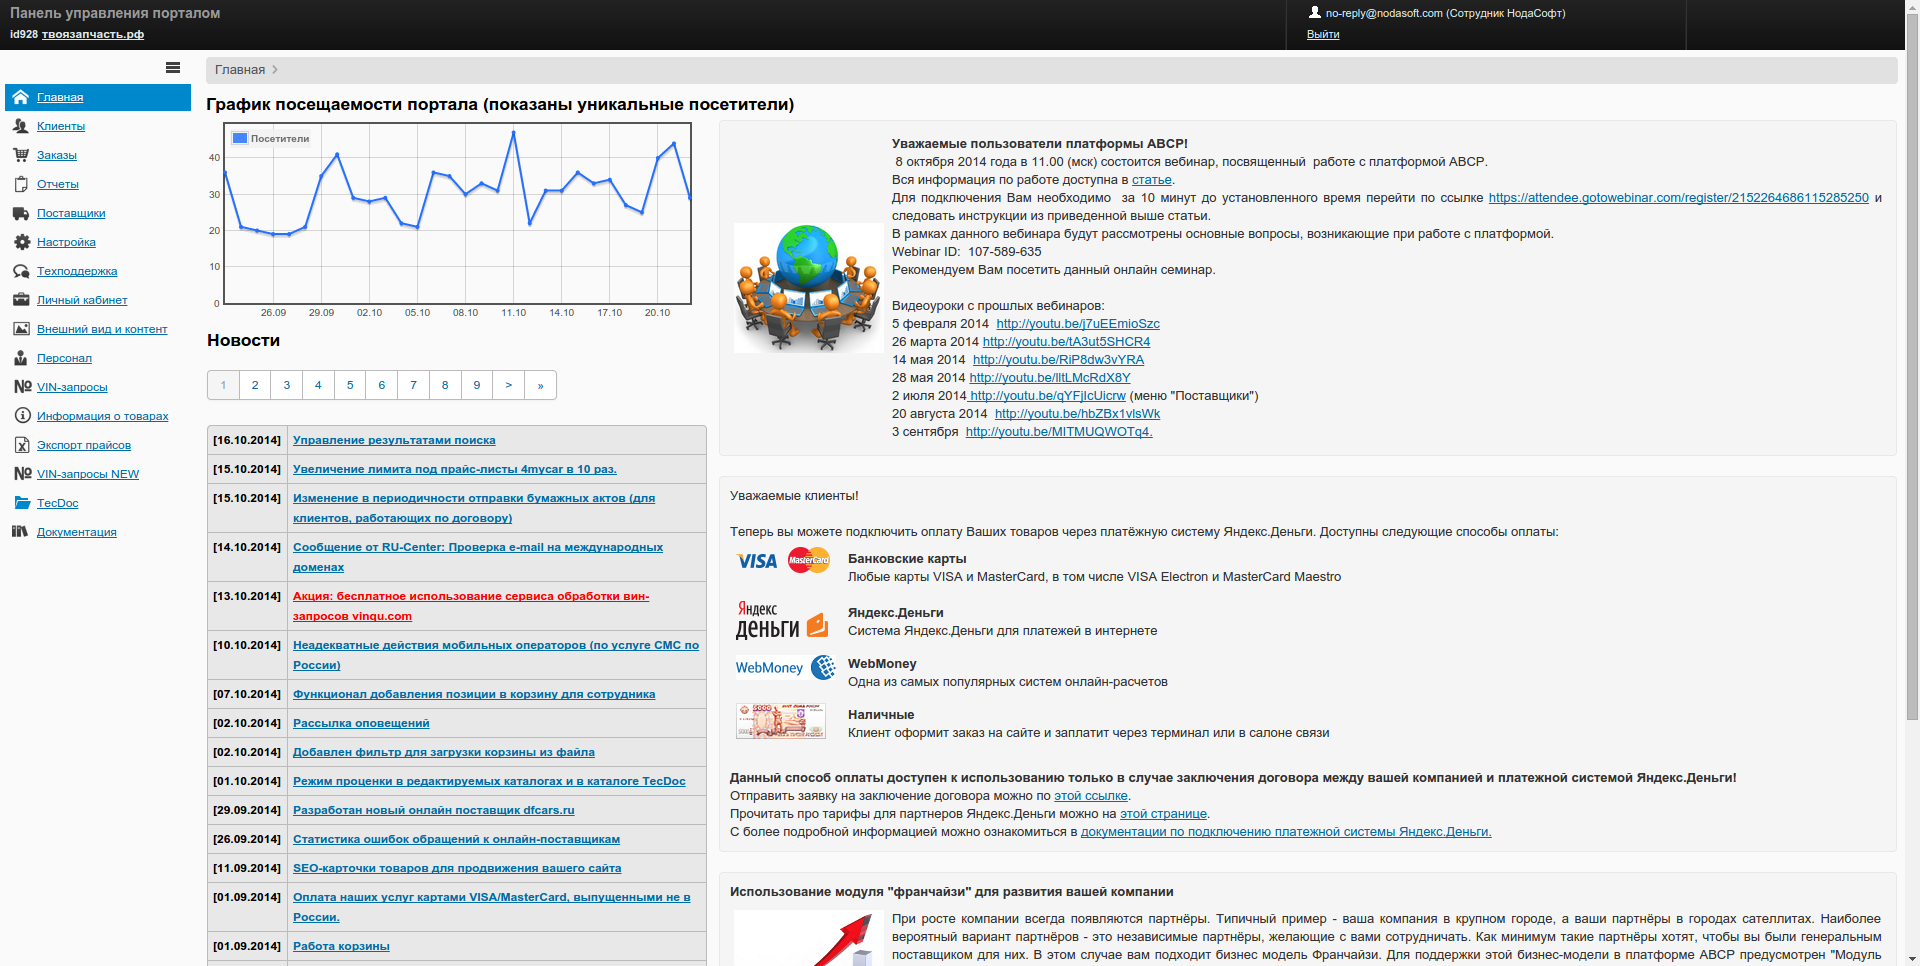 Панель управления порталом
id928 твоязапчасть.рф
no-reply@nodasoft.com (Сотрудник НодаСофт)
Выйти
Главная
Клиенты
Заказы
Отчеты
Поставщики
Настройка
Техподдержка
Личный кабинет
Внешний вид и контент
Персонал
VIN-запросы
Информация о товарах
Экспорт прайсов
VIN-запросы NEW
TecDoc
Документация
Главная
График посещаемости портала (показаны уникальные посетители)
Посетители
40
30
20
10
0
26.09 29.09 02.10 05.10 08.10 11.10 14.10 17.10 20.10
Новости
1 2 3 4 5 6 7 8 9 > »
[16.10.2014] Управление результатами поиска
[15.10.2014] Увеличение лимита под прайс-листы 4mycar в 10 раз.
[15.10.2014] Изменение в периодичности отправки бумажных актов (для
клиентов, работающих по договору)
[14.10.2014] Сообщение от RU-Center: Проверка e-mail на международных
доменах
[13.10.2014] Акция: бесплатное использование сервиса обработки вин-
запросов vinqu.com
[10.10.2014] Неадекватные действия мобильных операторов (по услуге СМС по
России)
[07.10.2014] Функционал добавления позиции в корзину для сотрудника
[02.10.2014] Рассылка оповещений
[02.10.2014] Добавлен фильтр для загрузки корзины из файла
[01.10.2014] Режим проценки в редактируемых каталогах и в каталоге TecDoc
[29.09.2014] Разработан новый онлайн поставщик dfcars.ru
[26.09.2014] Статистика ошибок обращений к онлайн-поставщикам
[11.09.2014] SEO-карточки товаров для продвижения вашего сайта
[01.09.2014] Оплата наших услуг картами VISA/MasterCard, выпущенными не в
России.
[01.09.2014] Работа корзины
Уважаемые пользователи платформы ABCP!
8 октября 2014 года в 11.00 (мск) состоится вебинар, посвященный работе с платформой ABCP.
Вся информация по работе доступна в статье.
Для подключения Вам необходимо за 10 минут до установленного время перейти по ссылке https://attendee.gotowebinar.com/register/2152264686115285250 и
следовать инструкции из приведенной выше статьи.
В рамках данного вебинара будут рассмотрены основные вопросы, возникающие при работе с платформой.
Webinar ID: 107-589-635
Рекомендуем Вам посетить данный онлайн семинар.
Видеоуроки с прошлых вебинаров:
5 февраля 2014 http://youtu.be/j7uEEmioSzc
26 марта 2014 http://youtu.be/tA3ut5SHCR4
14 мая 2014 http://youtu.be/RiP8dw3vYRA
28 мая 2014 http://youtu.be/lltLMcRdX8Y
2 июля 2014 http://youtu.be/qYFjIcUicrw (меню "Поставщики")
20 августа 2014 http://youtu.be/hbZBx1vlsWk
3 сентября http://youtu.be/MITMUQWOTq4.
Уважаемые клиенты!
Теперь вы можете подключить оплату Ваших товаров через платёжную систему Яндекс.Деньги. Доступны следующие способы оплаты:
VISA MasterCard
Банковские карты
Любые карты VISA и MasterCard, в том числе VISA Electron и MasterCard Maestro
Яндекс
деньги
Яндекс.Деньги
Система Яндекс.Деньги для платежей в интернете
WebMoney
WebMoney
Одна из самых популярных систем онлайн-расчетов
5000
Наличные
Клиент оформит заказ на сайте и заплатит через терминал или в салоне связи
Данный способ оплаты доступен к использованию только в случае заключения договора между вашей компанией и платежной системой Яндекс.Деньги!
Отправить заявку на заключение договора можно по этой ссылке.
Прочитать про тарифы для партнеров Яндекс.Деньги можно на этой странице.
С более подробной информацией можно ознакомиться в документации по подключению платежной системы Яндекс.Деньги.
Использование модуля "франчайзи" для развития вашей компании
При росте компании всегда появляются партнёры. Типичный пример - ваша компания в крупном городе, а ваши партнёры в городах сателлитах. Наиболее
вероятный вариант партнёров - это независимые партнёры, желающие с вами сотрудничать. Как минимум такие партнёры хотят, чтобы вы были генеральным
поставщиком для них. В этом случае вам подходит бизнес модель Франчайзи. Для поддержки этой бизнес-модели в платформе ABCP предусмотрен "Модуль